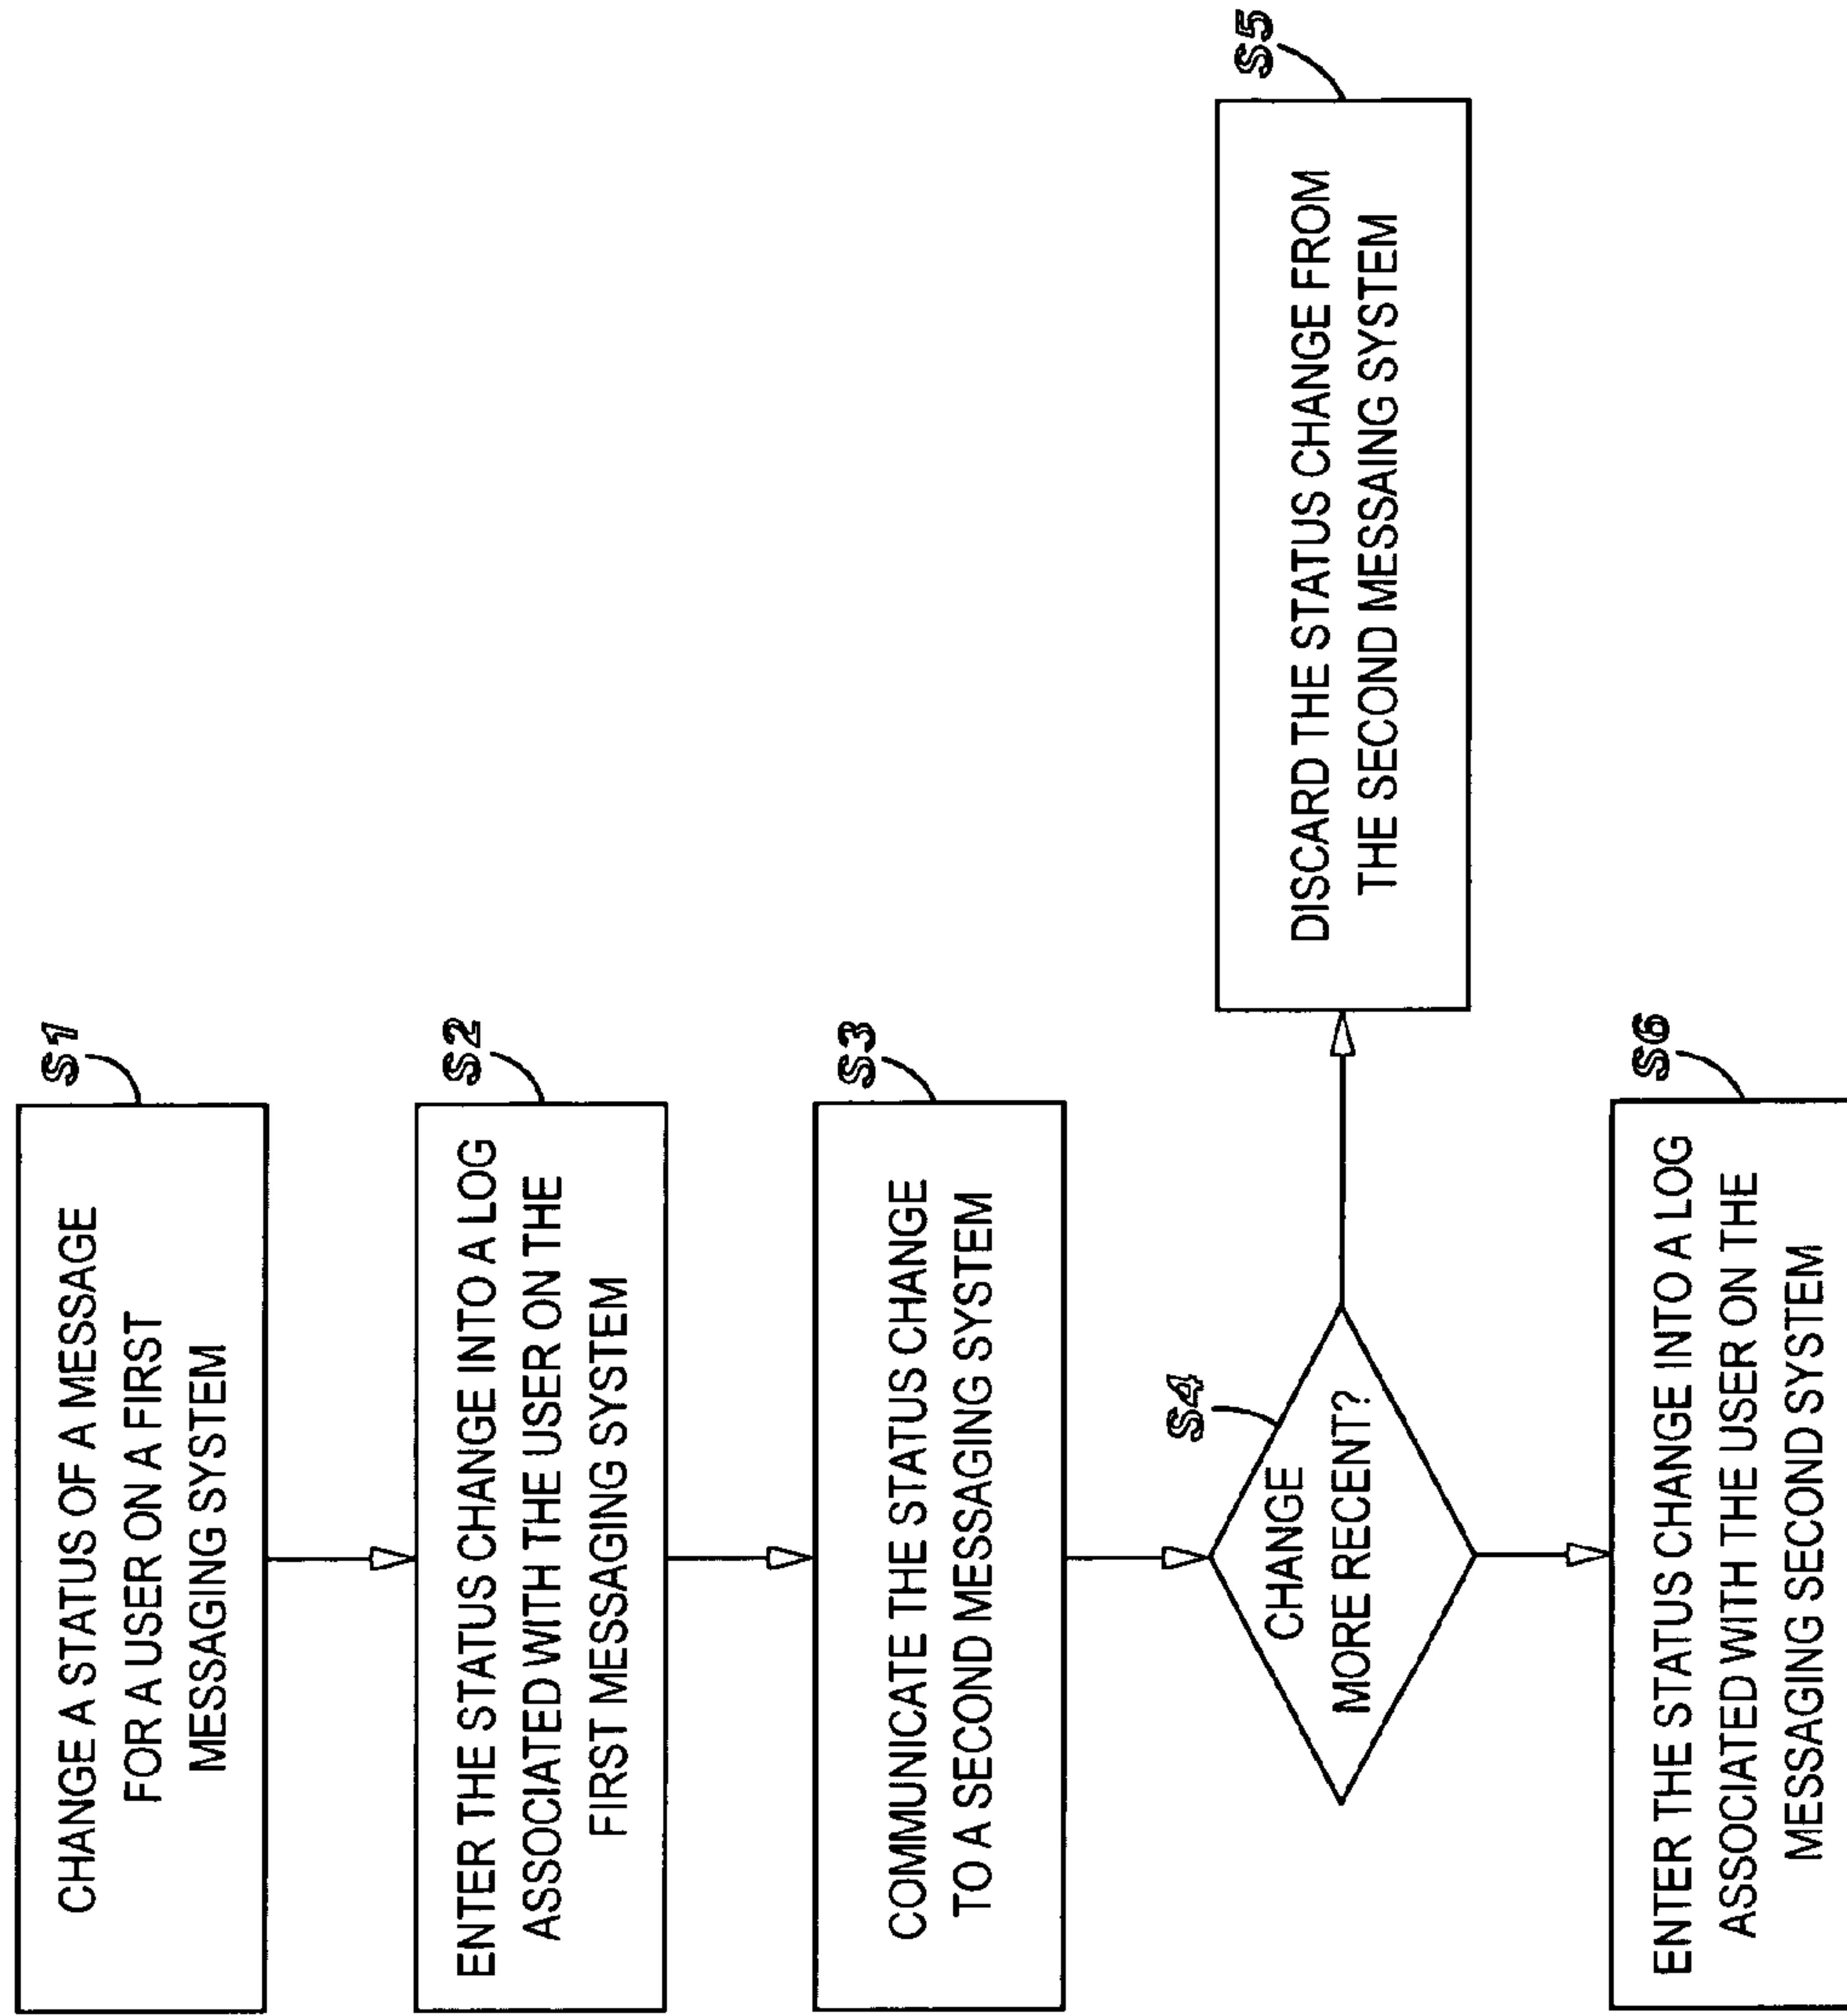 S1
CHANGE A STATUS OF A MESSAGE
FOR A USER ON A FIRST
MESSAGING SYSTEM
S2
ENTER THE STATUS CHANGE INTO A LOG
ASSOCIATED WITH THE USER ON THE
FIRST MESSAGING SYSTEM
S3
COMMUNICATE THE STATUS CHANGE
TO A SECOND MESSAGING SYSTEM
S4
CHANGE
MORE RECENT?
S5
DISCARD THE STATUS CHANGE FROM
THE SECOND MESSAING SYSTEM
S6
ENTER THE STATUS CHANGE INTO A LOG
ASSOCIATED WITH THE USER ON THE
MESSAGING SECOND SYSTEM